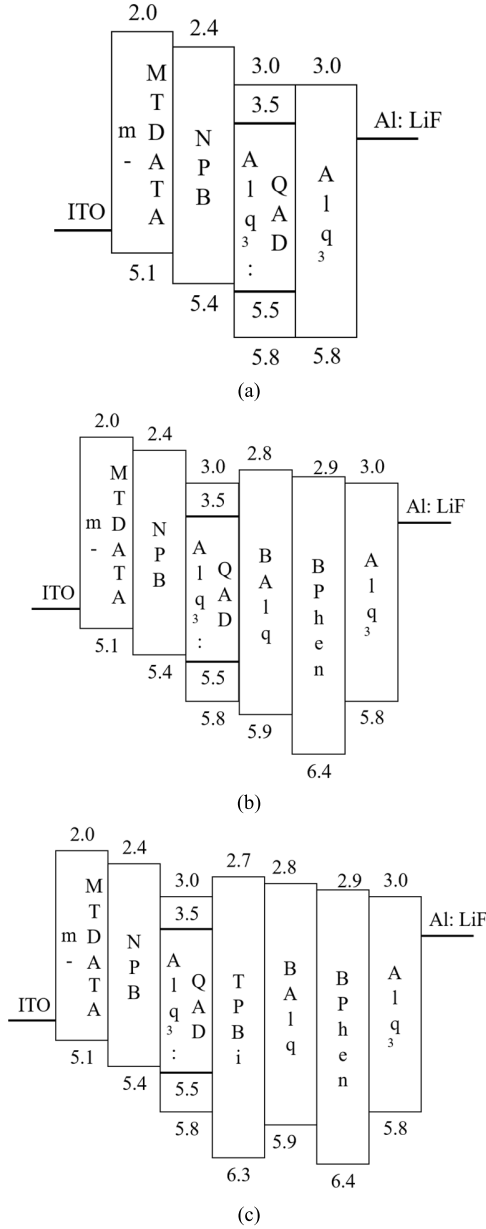 2.0
2.4
3.0
3.0
3.5
Al: LiF
ITO
m-
MTDATA
NPB
Alq3:
QAD
Alq3
5.1
5.4
5.5
5.8
5.8
(a)
2.0
2.4
3.0
2.8
2.9
3.0
3.5
Al: LiF
ITO
m-
MTDATA
NPB
Alq3:
QAD
BAlq
BPhen
Alq3
5.1
5.4
5.5
5.8
5.9
6.4
5.8
(b)
2.0
2.4
3.0
2.7
2.8
2.9
3.0
3.5
Al: LiF
ITO
m-
MTDATA
NPB
Alq3:
QAD
TPBi
BAlq
BPhen
Alq3
5.1
5.4
5.5
5.8
6.3
5.9
6.4
5.8
(c)